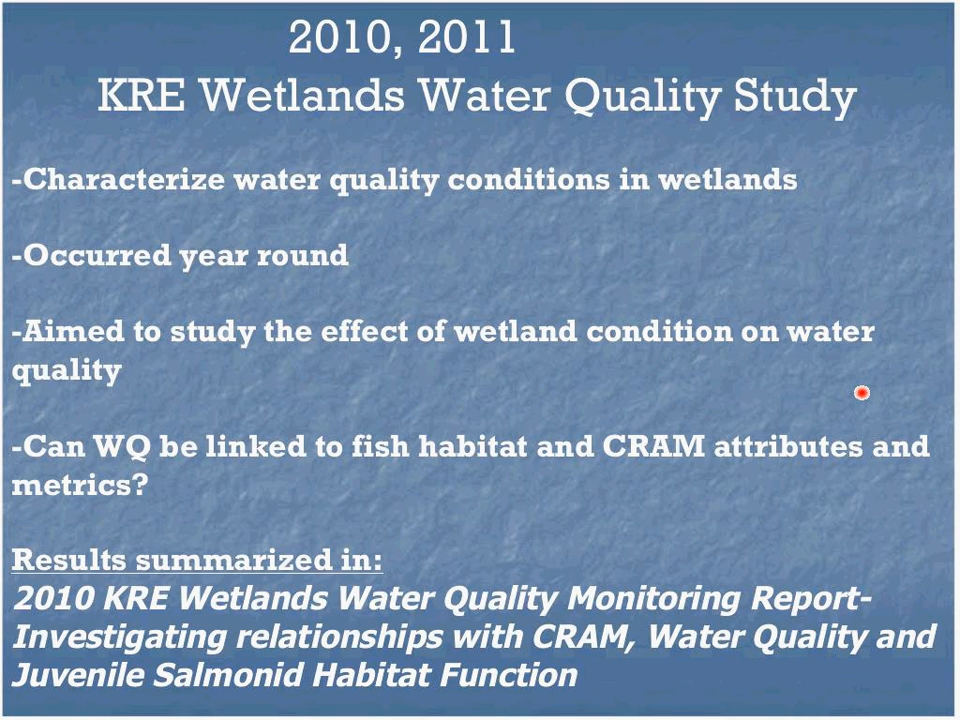 2010, 2011
KRE Wetlands Water Quality Study
-Characterize water quality conditions in wetlands
-Occurred year round
-Aimed to study the effect of wetland condition on water
quality
-Can WQ be linked to fish habitat and CRAM attributes and
metrics?
Results summarized in:
2010 KRE Wetlands Water Quality Monitoring Report-
Investigating relationships with CRAM, Water Quality and
Juvenile Salmonid Habitat Function